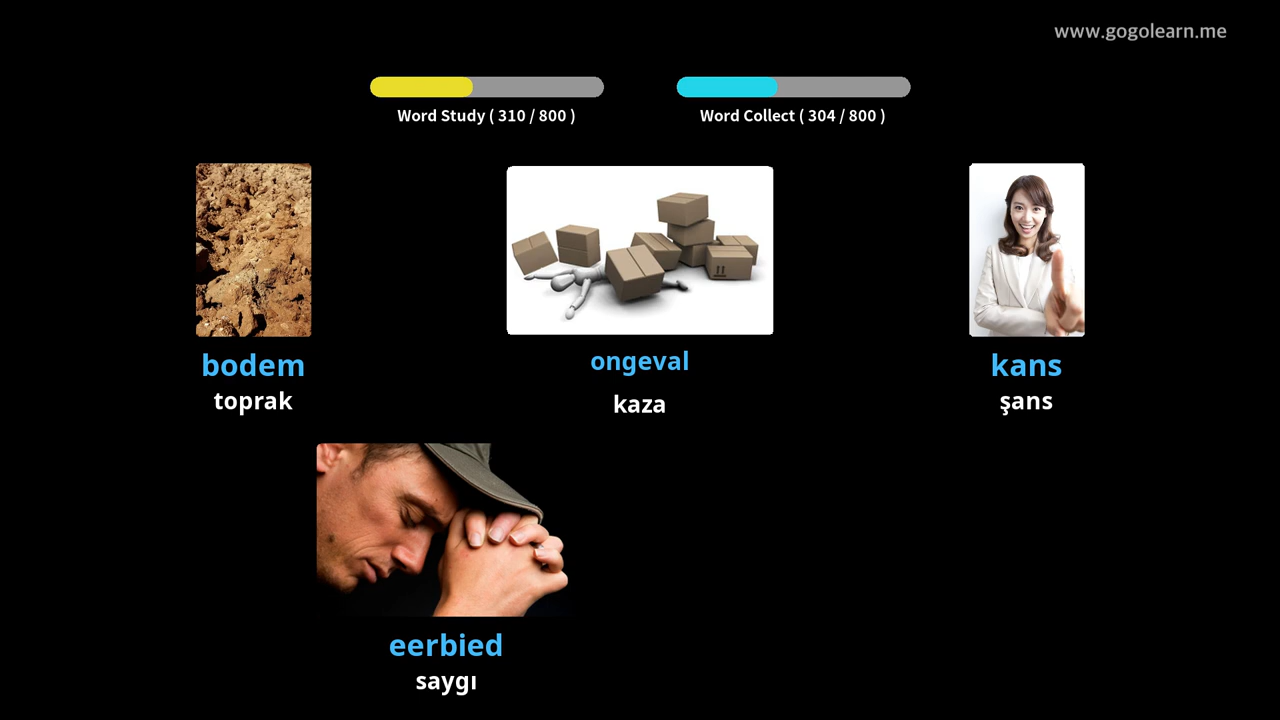 www.gogolearn.me
Word Study ( 310 / 800 )
Word Collect ( 304 / 800 )
bodem
toprak
ongeval
kaza
kans
şans
eerbied
saygı